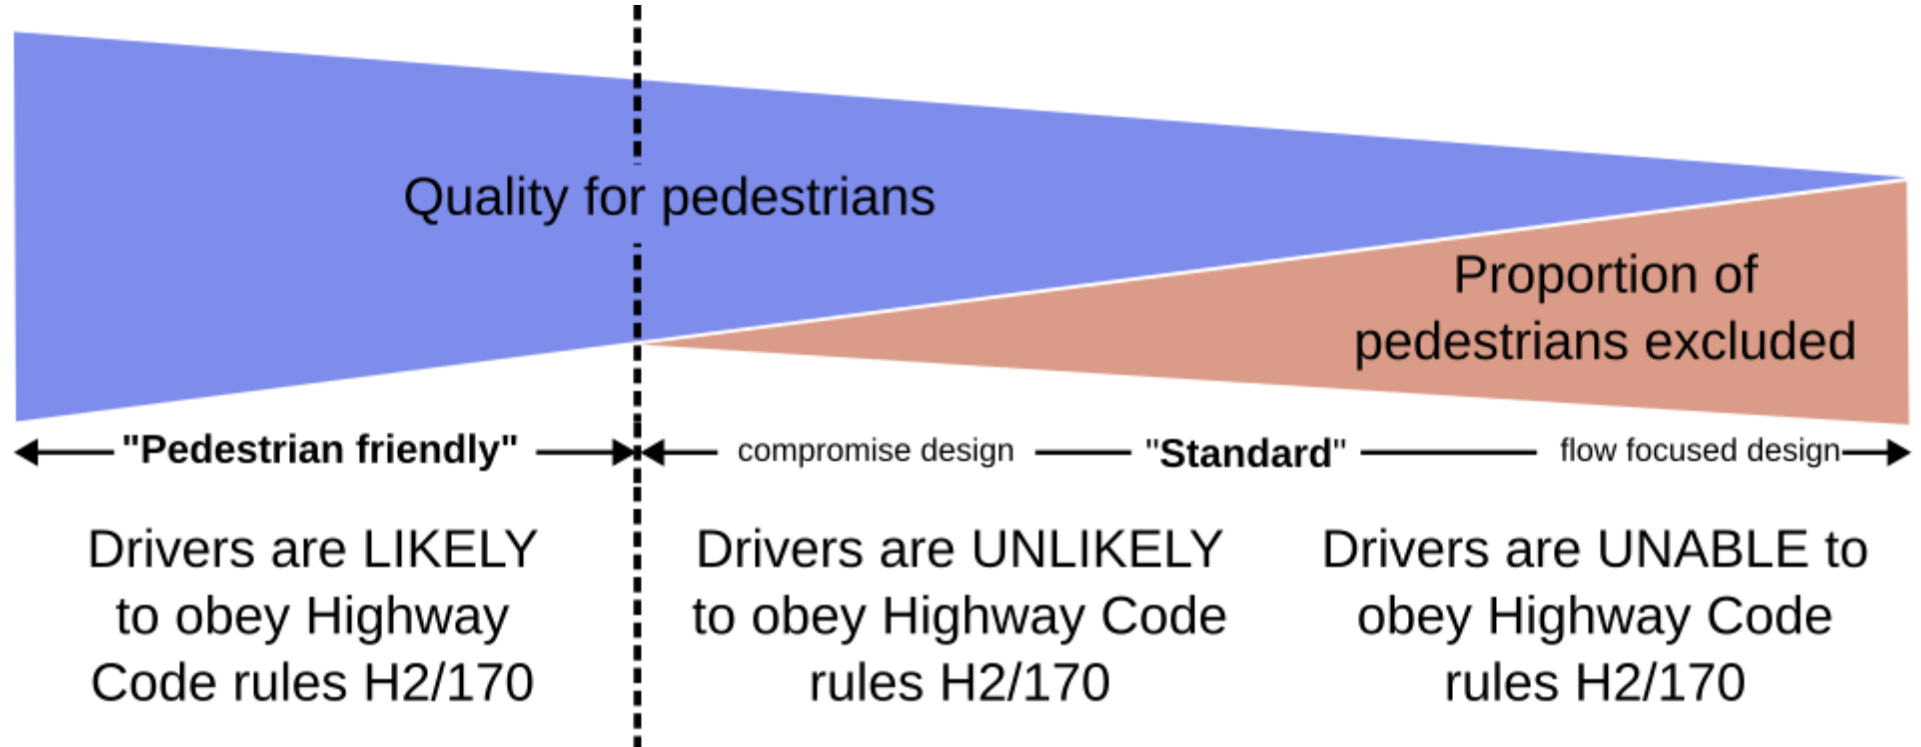 Quality for pedestrians
Proportion of
pedestrians excluded
"Pedestrian friendly" compromise design "Standard" flow focused design
Drivers are LIKELY
to obey Highway
Code rules H2/170
Drivers are UNLIKELY
to obey Highway Code
rules H2/170
Drivers are UNABLE to
obey Highway Code
rules H2/170